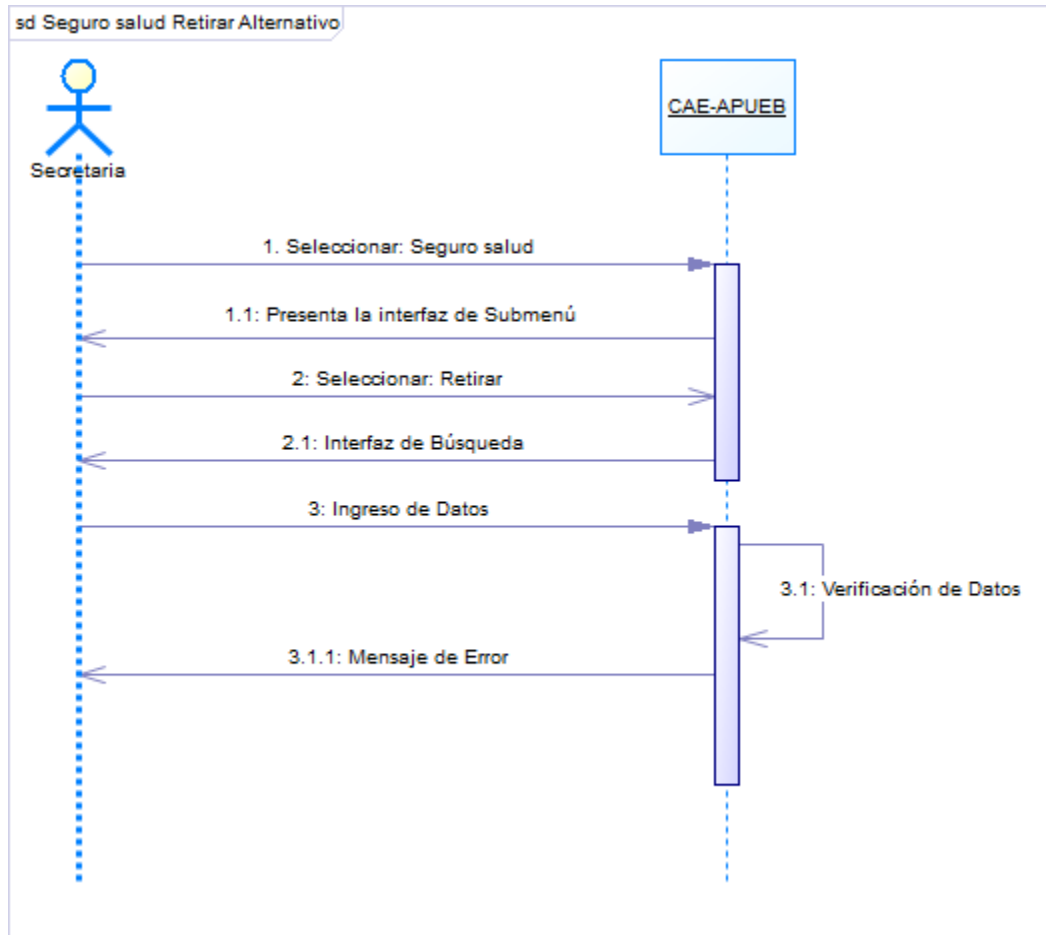 sd Seguro salud Retirar Alternativo
CAE-APUEB
Secretaria
1. Seleccionar: Seguro salud
1.1: Presenta la interfaz de Submenú
2: Seleccionar: Retirar
2.1: Interfaz de Búsqueda
3: Ingreso de Datos
3.1: Verificación de Datos
3.1.1: Mensaje de Error